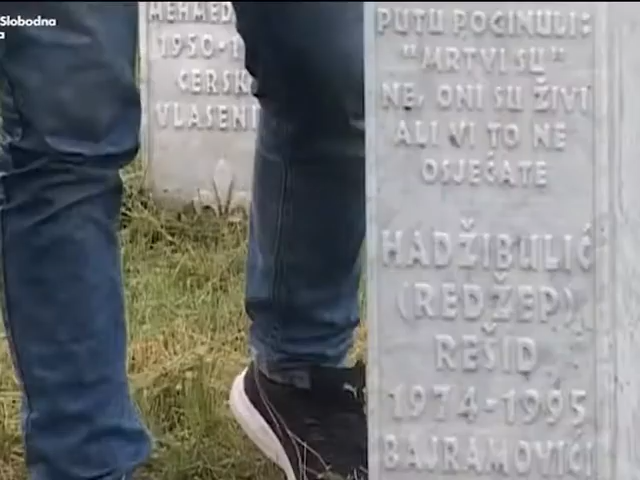 Slobodna
a
MEHMED
1950-1
CERSK
VLASENI
PUTU POGINULI:
"MRTVI SU"
NE, ONI SU ŽIVI
ALI VI TO NE
OSJEĆATE
HADŽIBULIĆ
(REDŽEP)
REŠID
1974-1995
BAJRAMOVIĆI